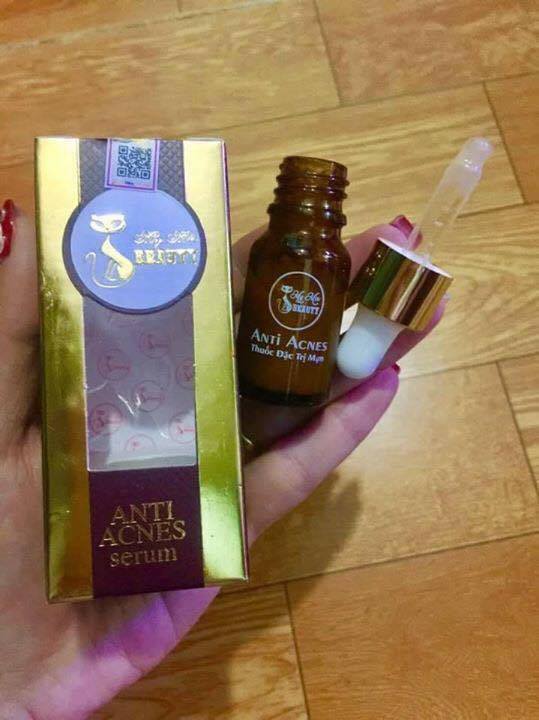 BEAUTY
ANTI
ACNES
serum
BEAUTY
ANTI ACNES
Thuốc Đặc Trị Mụn